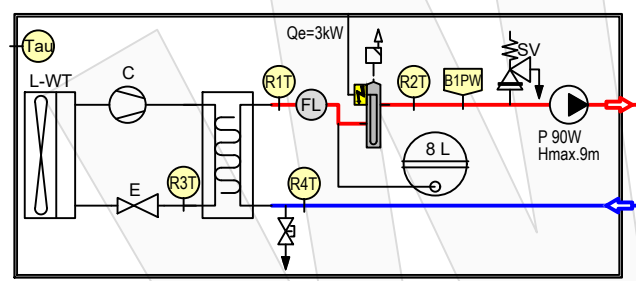 Tau
Qe=3kW
SV
L-WT
C
R1T
FL
R2T
B1PW
P 90W
Hmax.9m
8 L
E
R3T
R4T